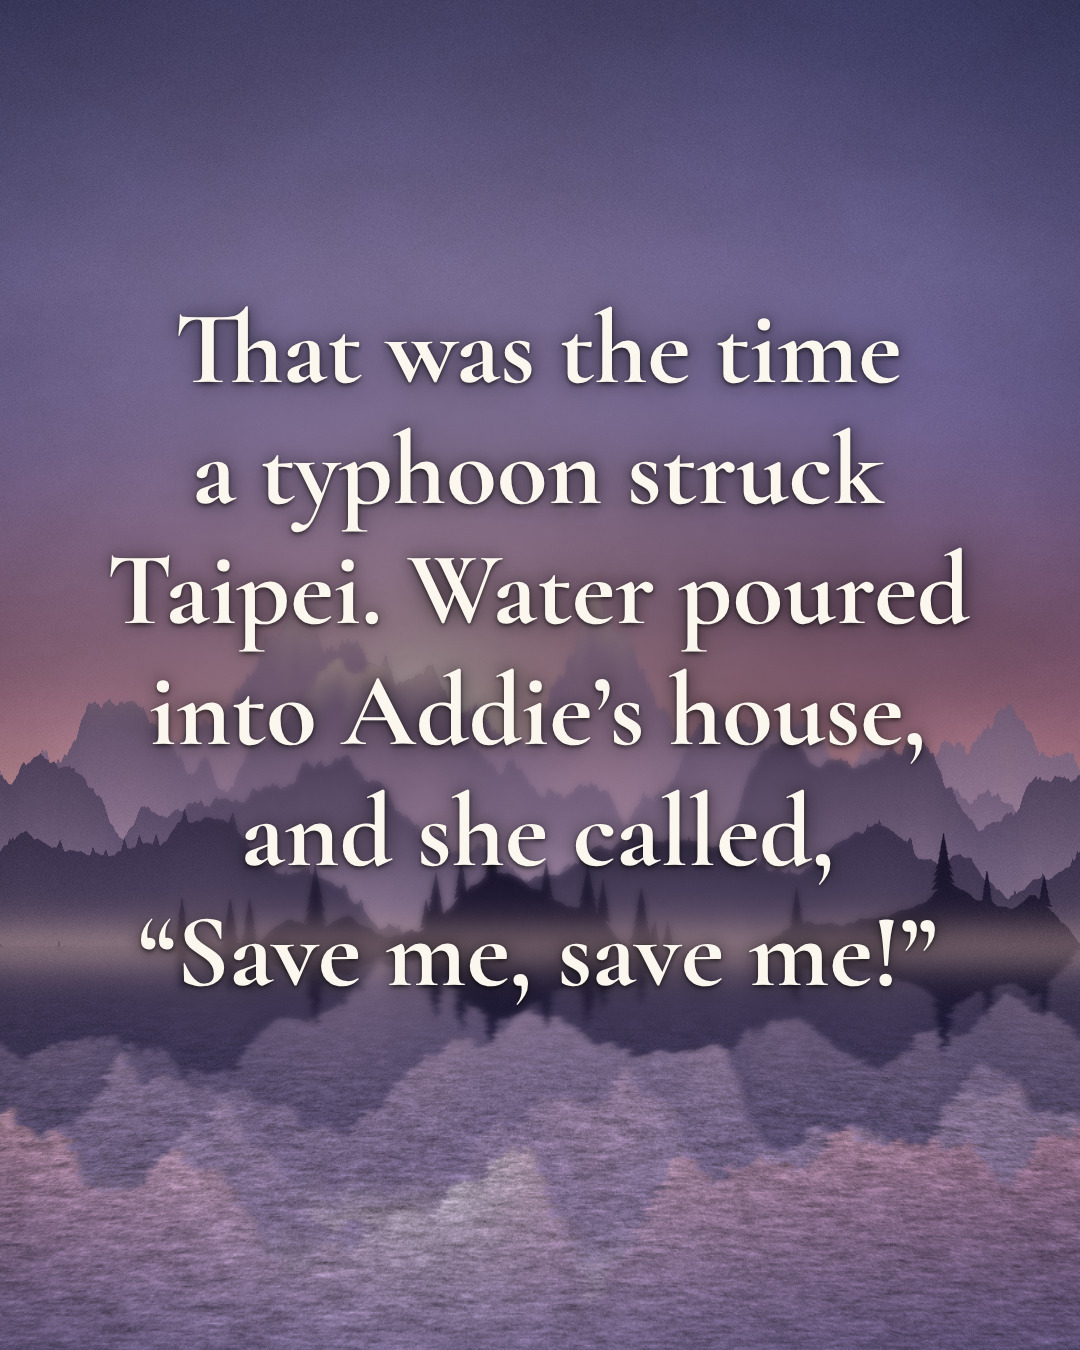 That was the time
a typhoon struck
Taipei. Water poured
into Addie’s house,
and she called,
“Save me, save me!”